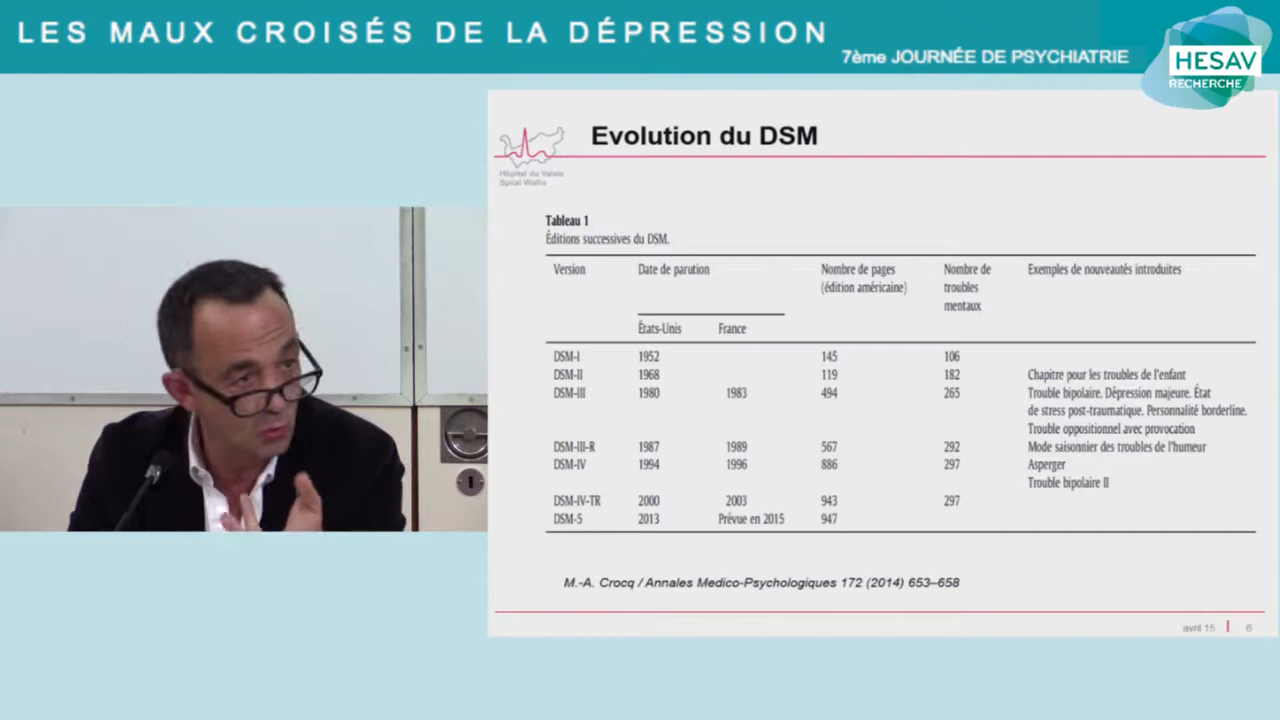 LES MAUX CROISÉS DE LA DÉPRESSION
7ème JOURNÉE DE PSYCHIATRIE
HESAV
RECHERCHE
Evolution du DSM
Hôpital du Valais
Spital Wallis
Tableau 1
Éditions successives du DSM.
Version Date de parution Nombre de pages Nombre de Exemples de nouveautés introduites
(édition américaine) troubles
mentaux
États-Unis France
DSM-I 1952 145 106
DSM-II 1968 119 182 Chapitre pour les troubles de l'enfant
DSM-III 1980 1983 494 265 Trouble bipolaire. Dépression majeure. État
de stress post-traumatique. Personnalité borderline.
Trouble oppositionnel avec provocation
DSM-III-R 1987 1989 567 292 Mode saisonnier des troubles de l'humeur
DSM-IV 1994 1996 886 297 Asperger
Trouble bipolaire II
DSM-IV-TR 2000 2003 943 297
DSM-5 2013 Prévue en 2015 947
M.-A. Crocq / Annales Medico-Psychologiques 172 (2014) 653–658
avril 15 6